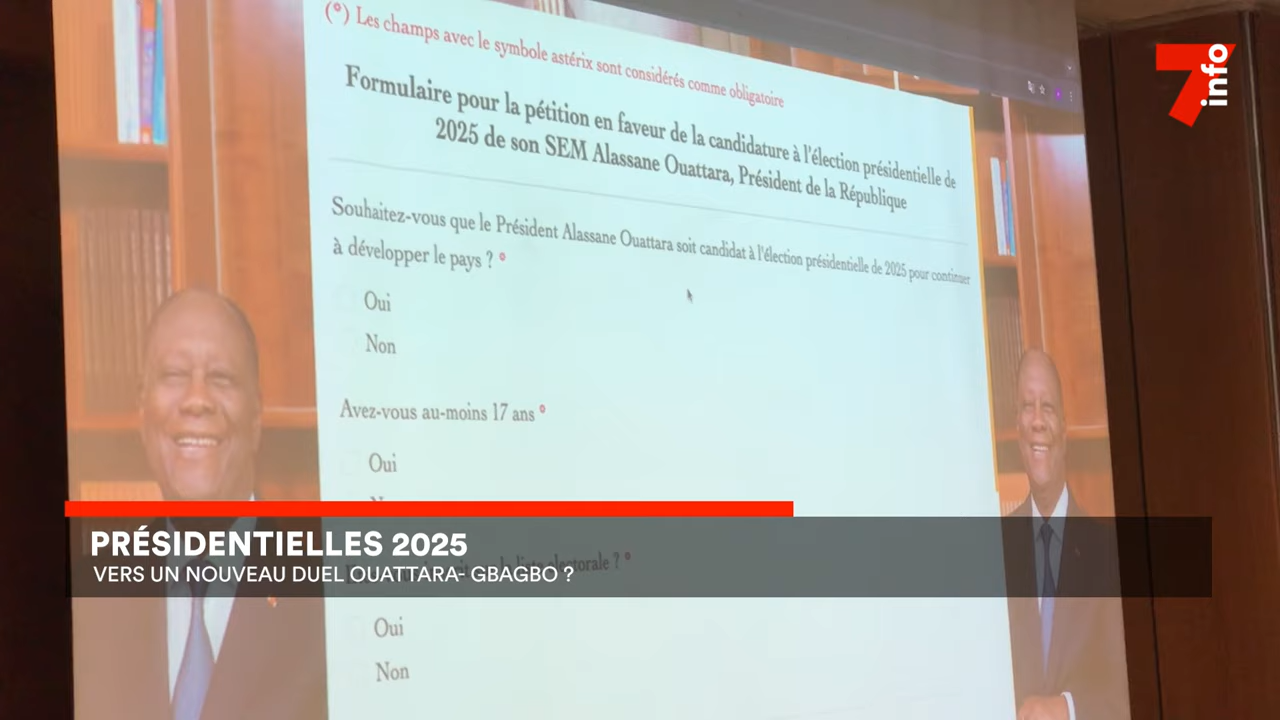 (°) Les champs avec le symbole astérix sont considérés comme obligatoire
Formulaire pour la pétition en faveur de la candidature à l'élection présidentielle de
2025 de son SEM Alassane Ouattara, Président de la République
Souhaitez-vous que le Président Alassane Ouattara soit candidat à l'élection présidentielle de 2025 pour continuer
à développer le pays ? °
Oui
Non
Avez-vous au-moins 17 ans °
Oui
électorale ? °
Oui
Non
PRÉSIDENTIELLES 2025
VERS UN NOUVEAU DUEL OUATTARA- GBAGBO ?
7
info